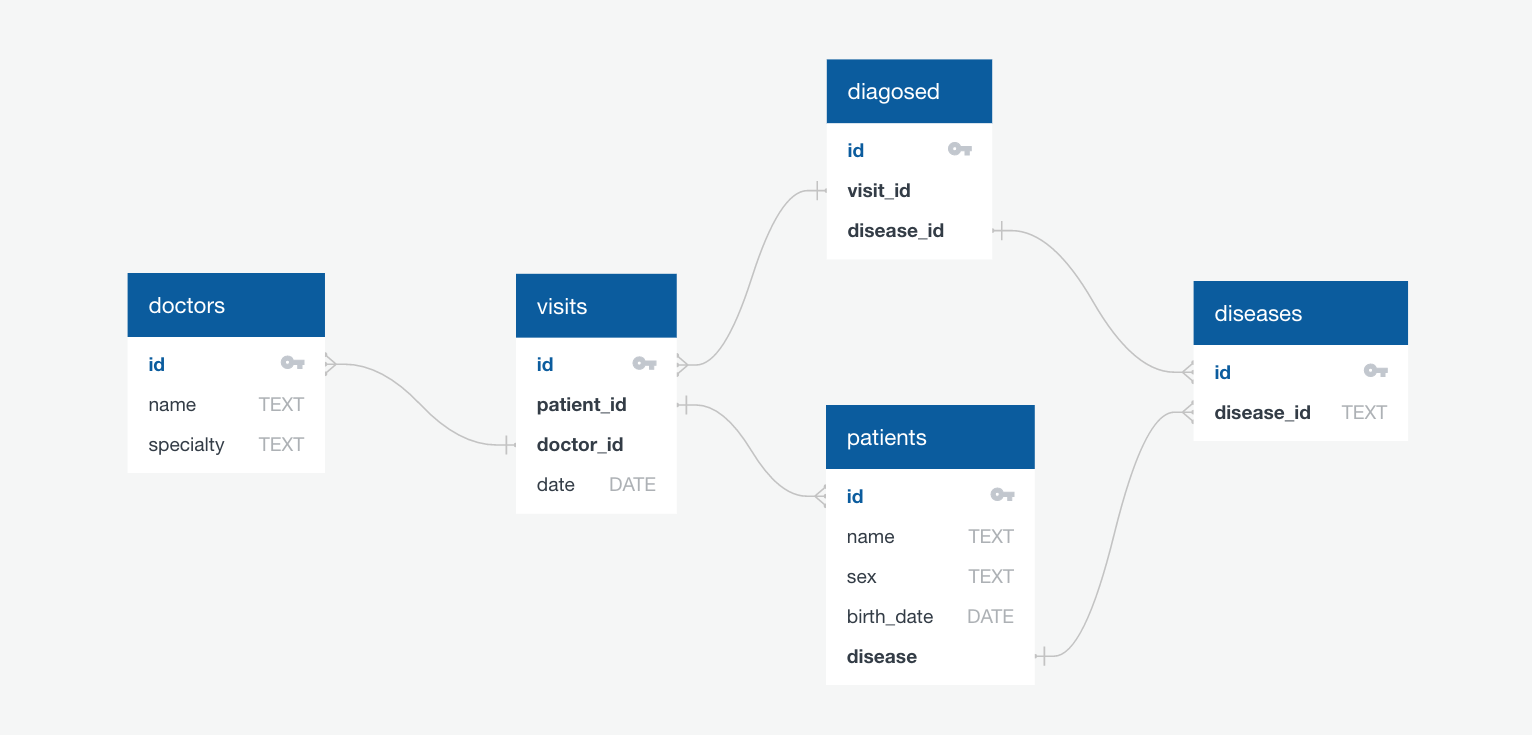 doctors
id
name TEXT
specialty TEXT
visits
id
patient_id
doctor_id
date DATE
diagosed
id
visit_id
disease_id
patients
id
name TEXT
sex TEXT
birth_date DATE
disease
diseases
id
disease_id TEXT